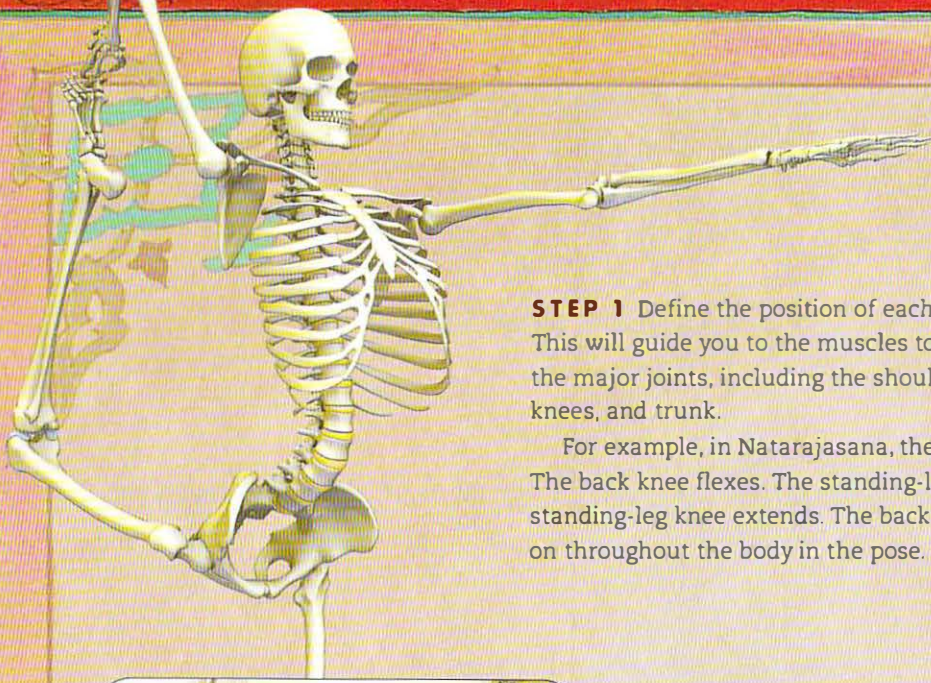 STEP 1 Define the position of each
This will guide you to the muscles to
the major joints, including the shoul
knees, and trunk.
For example, in Natarajasana, the
The back knee flexes. The standing-l
standing-leg knee extends. The back
on throughout the body in the pose.